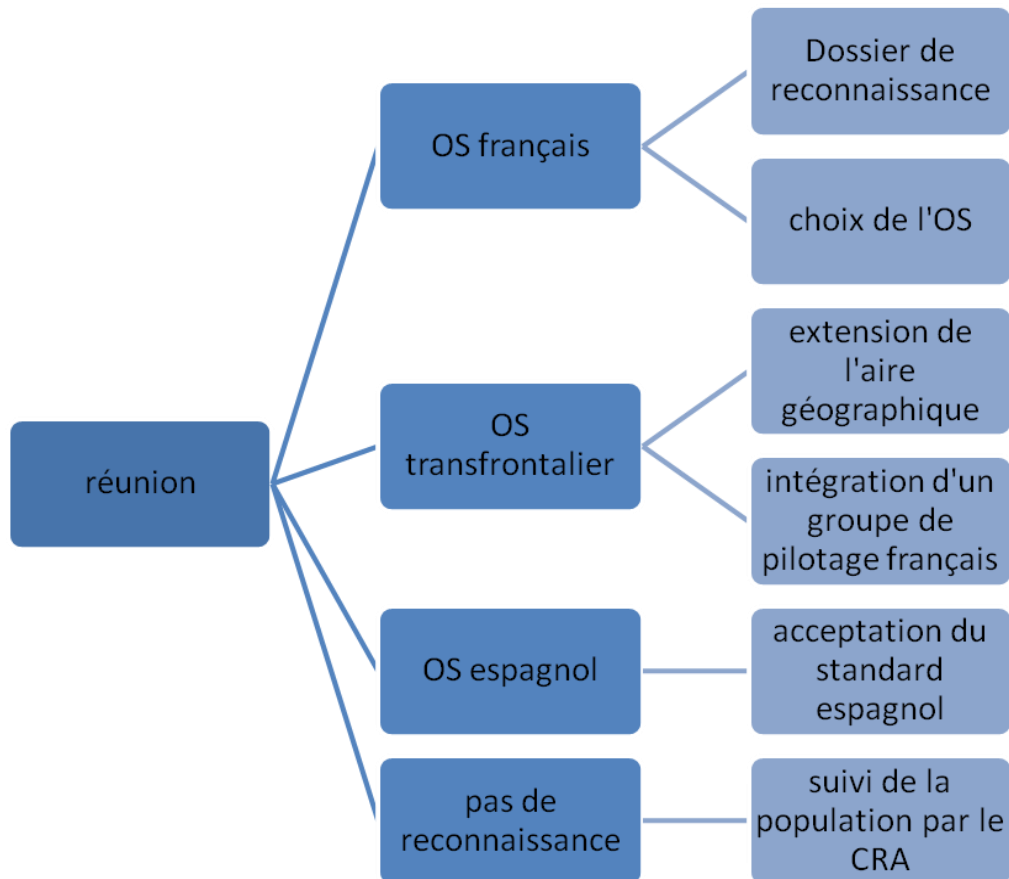 réunion
OS français
Dossier de
reconnaissance
choix de l'OS
OS
transfrontalier
extension de
l'aire
géographique
intégration d'un
groupe de
pilotage français
OS espagnol
acceptation du
standard
espagnol
pas de
reconnaissance
suivi de la
population par le
CRA